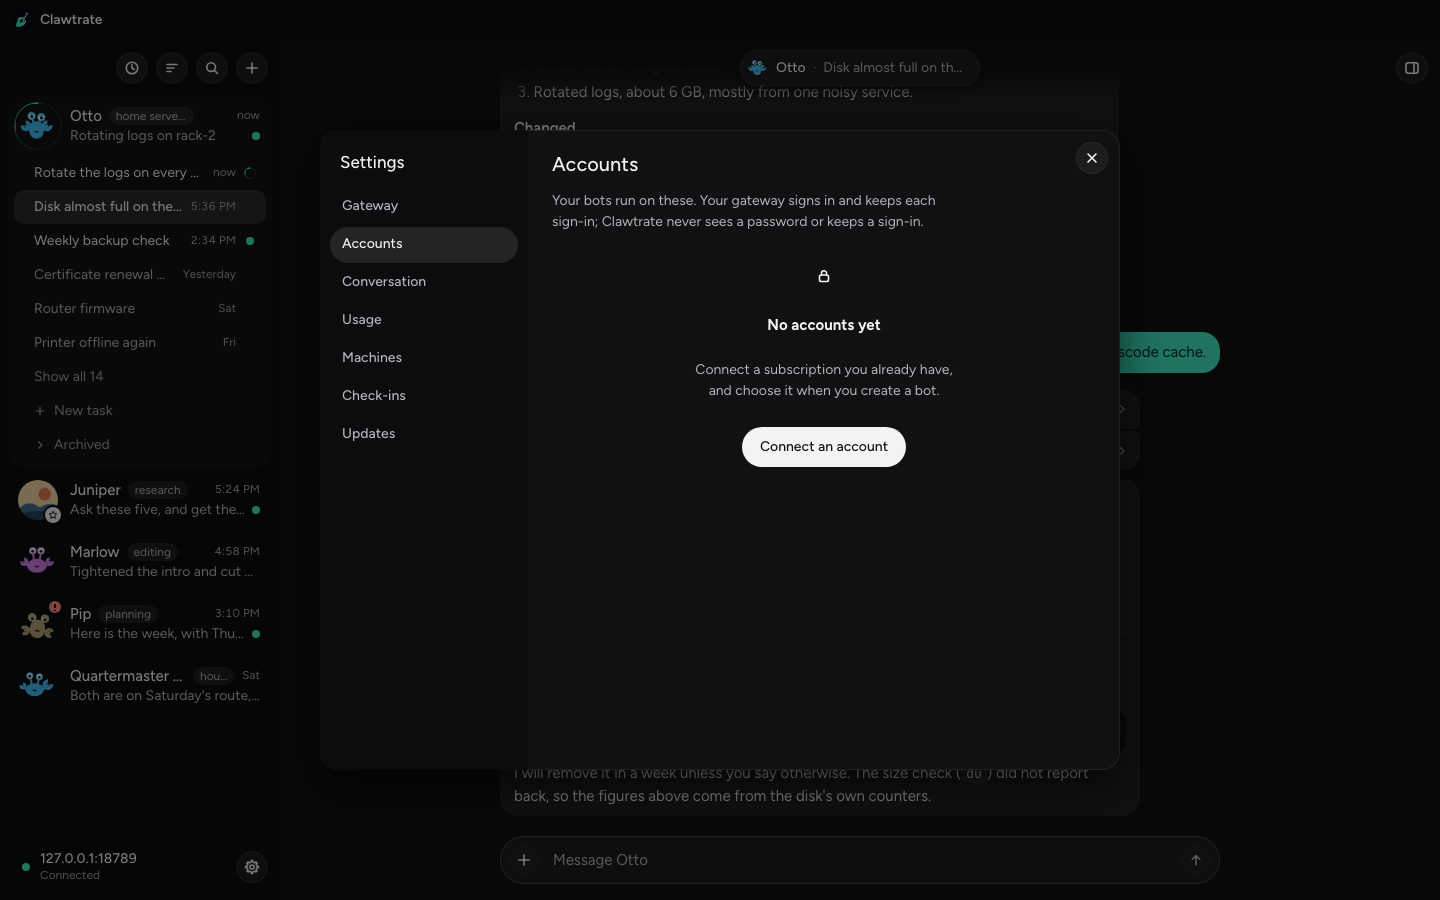 Clawtrate
Otto home serve... now
Rotating logs on rack-2
Rotate the logs on every ... now
Disk almost full on the... 5:36 PM
Weekly backup check 2:34 PM
Certificate renewal ... Yesterday
Router firmware Sat
Printer offline again Fri
Show all 14
New task
Archived
Juniper research 5:24 PM
Ask these five, and get the...
Marlow editing 4:58 PM
Tightened the intro and cut ...
Pip planning 3:10 PM
Here is the week, with Thu...
Quartermaster ... hou... Sat
Both are on Saturday's route,...
127.0.0.1:18789
Connected
Otto · Disk almost full on th...
3. Rotated logs, about 6 GB, mostly from one noisy service.
Changed
Settings
Gateway
Accounts
Conversation
Usage
Machines
Check-ins
Updates
Accounts
Your bots run on these. Your gateway signs in and keeps each
sign-in; Clawtrate never sees a password or keeps a sign-in.
No accounts yet
Connect a subscription you already have,
and choose it when you create a bot.
Connect an account
scode cache.
I will remove it in a week unless you say otherwise. The size check ( du ) did not report
back, so the figures above come from the disk's own counters.
Message Otto